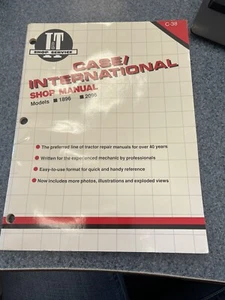 C-38
IT
SHOP SERVICE
CASE/
INTERNATIONAL
SHOP MANUAL
Models ■ 1896 ■ 2096
● The preferred line of tractor repair manuals for over 40 years
● Written for the experienced mechanic by professionals
● Easy-to-use format for quick and handy reference
● Now includes more photos, illustrations and exploded views